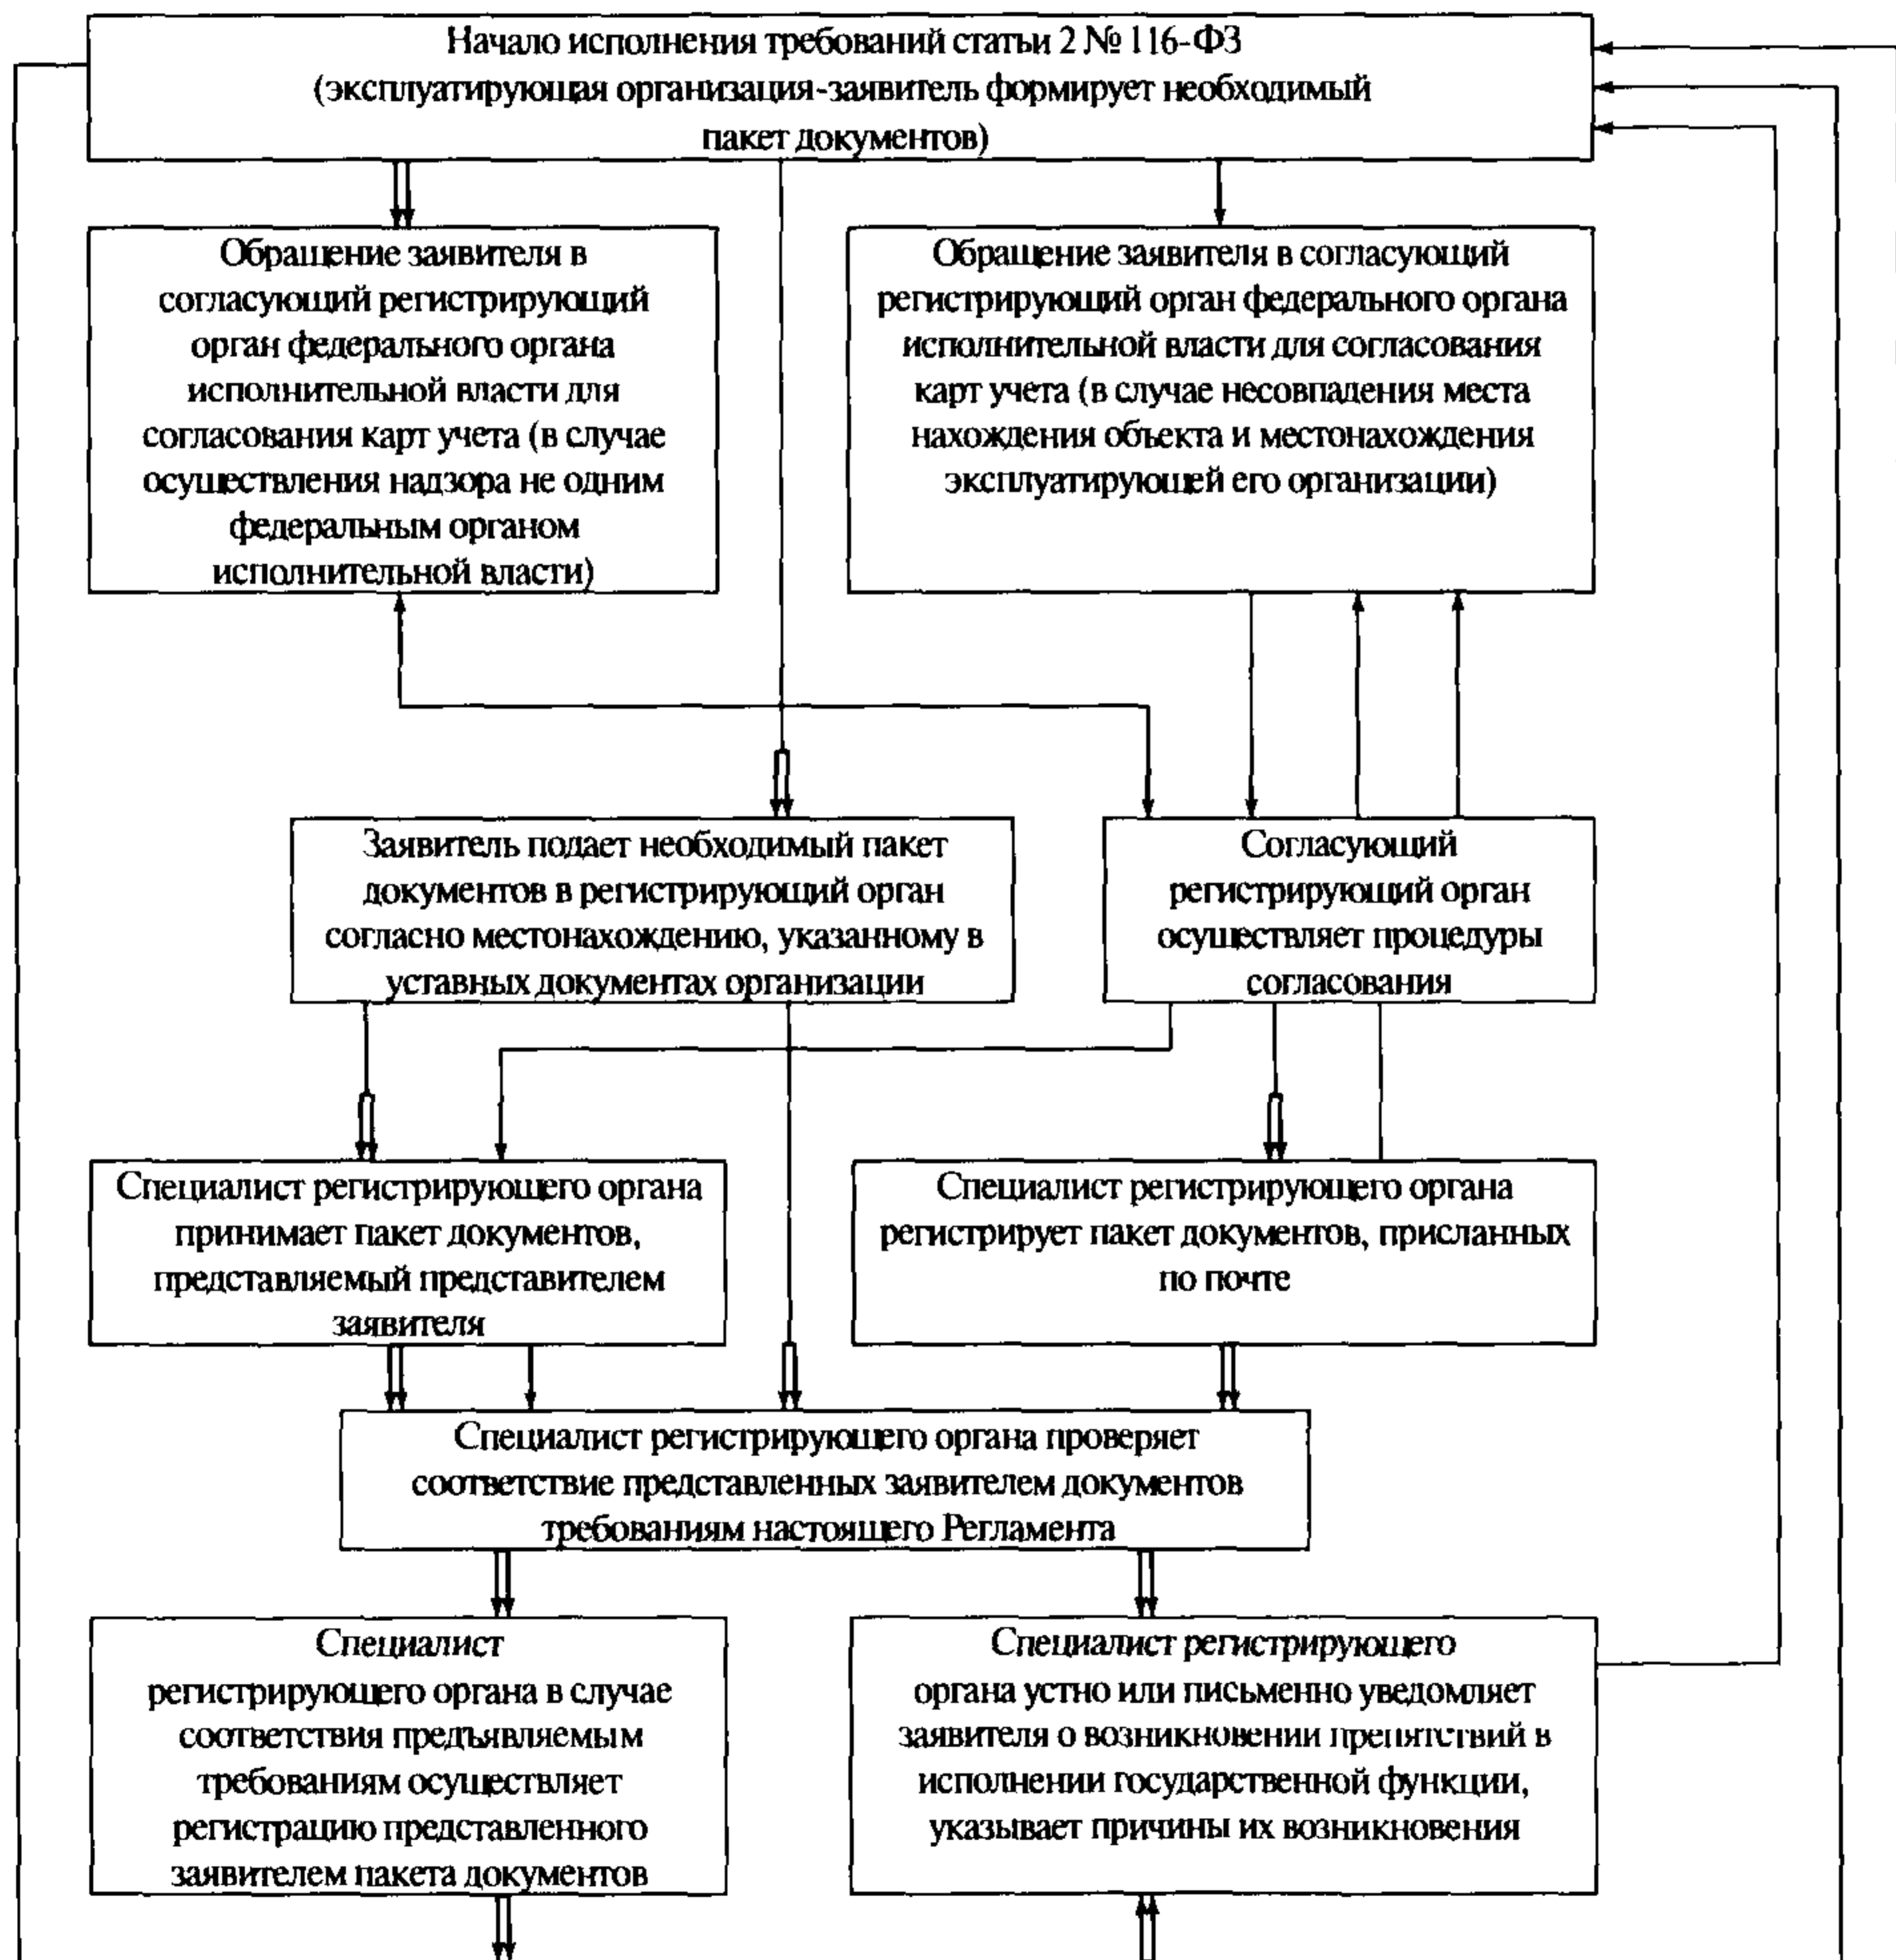 Начало исполнения требований статьи 2 № 116-ФЗ
(эксплуатирующая организация-заявитель формирует необходимый
пакет документов)
Обращение заявителя в
согласующий регистрирующий
орган федерального органа
исполнительной власти для
согласования карт учета (в случае
осуществления надзора не одним
федеральным органом
исполнительной власти)
Обращение заявителя в согласующий
регистрирующий орган федерального органа
исполнительной власти для согласования
карт учета (в случае несовпадения места
нахождения объекта и местонахождения
эксплуатирующей его организации)
Заявитель подает необходимый пакет
документов в регистрирующий орган
согласно местонахождению, указанному в
уставных документах организации
Согласующий
регистрирующий орган
осуществляет процедуры
согласования
Специалист регистрирующего органа
принимает пакет документов,
представляемый представителем
заявителя
Специалист регистрирующего органа
регистрирует пакет документов, присланных
по почте
Специалист регистрирующего органа проверяет
соответствие представленных заявителем документов
требованиям настоящего Регламента
Специалист
регистрирующего органа в случае
соответствия предъявляемым
требованиям осуществляет
регистрацию представленного
заявителем пакета документов
Специалист регистрирующего
органа устно или письменно уведомляет
заявителя о возникновении препятствий в
исполнении государственной функции,
указывает причины их возникновения